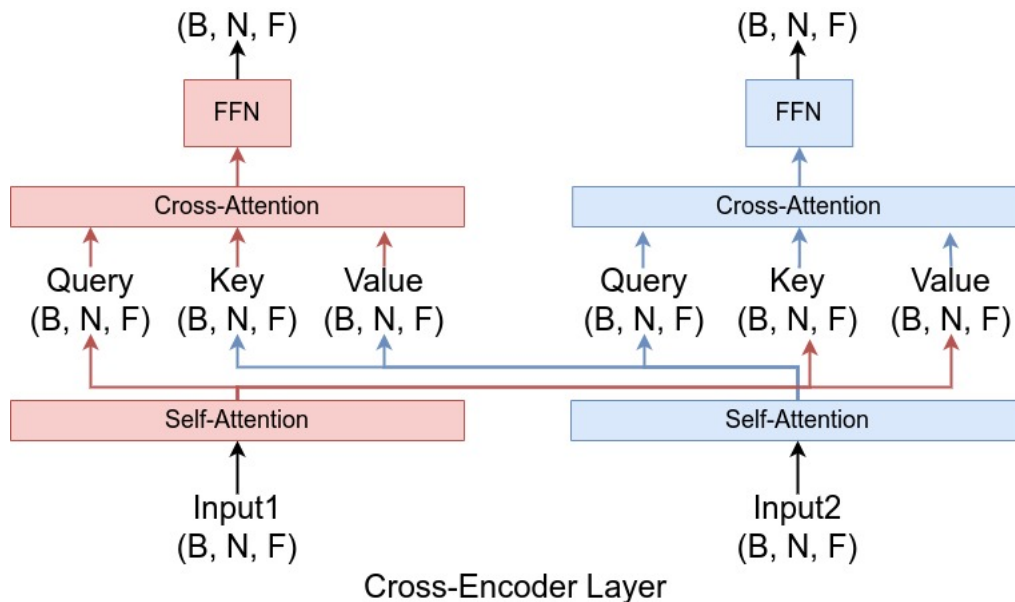 (B, N, F) (B, N, F)
FFN FFN
Cross-Attention Cross-Attention
Query Key Value Query Key Value
(B, N, F) (B, N, F) (B, N, F) (B, N, F) (B, N, F) (B, N, F)
Self-Attention Self-Attention
Input1 Input2
(B, N, F) (B, N, F)
Cross-Encoder Layer